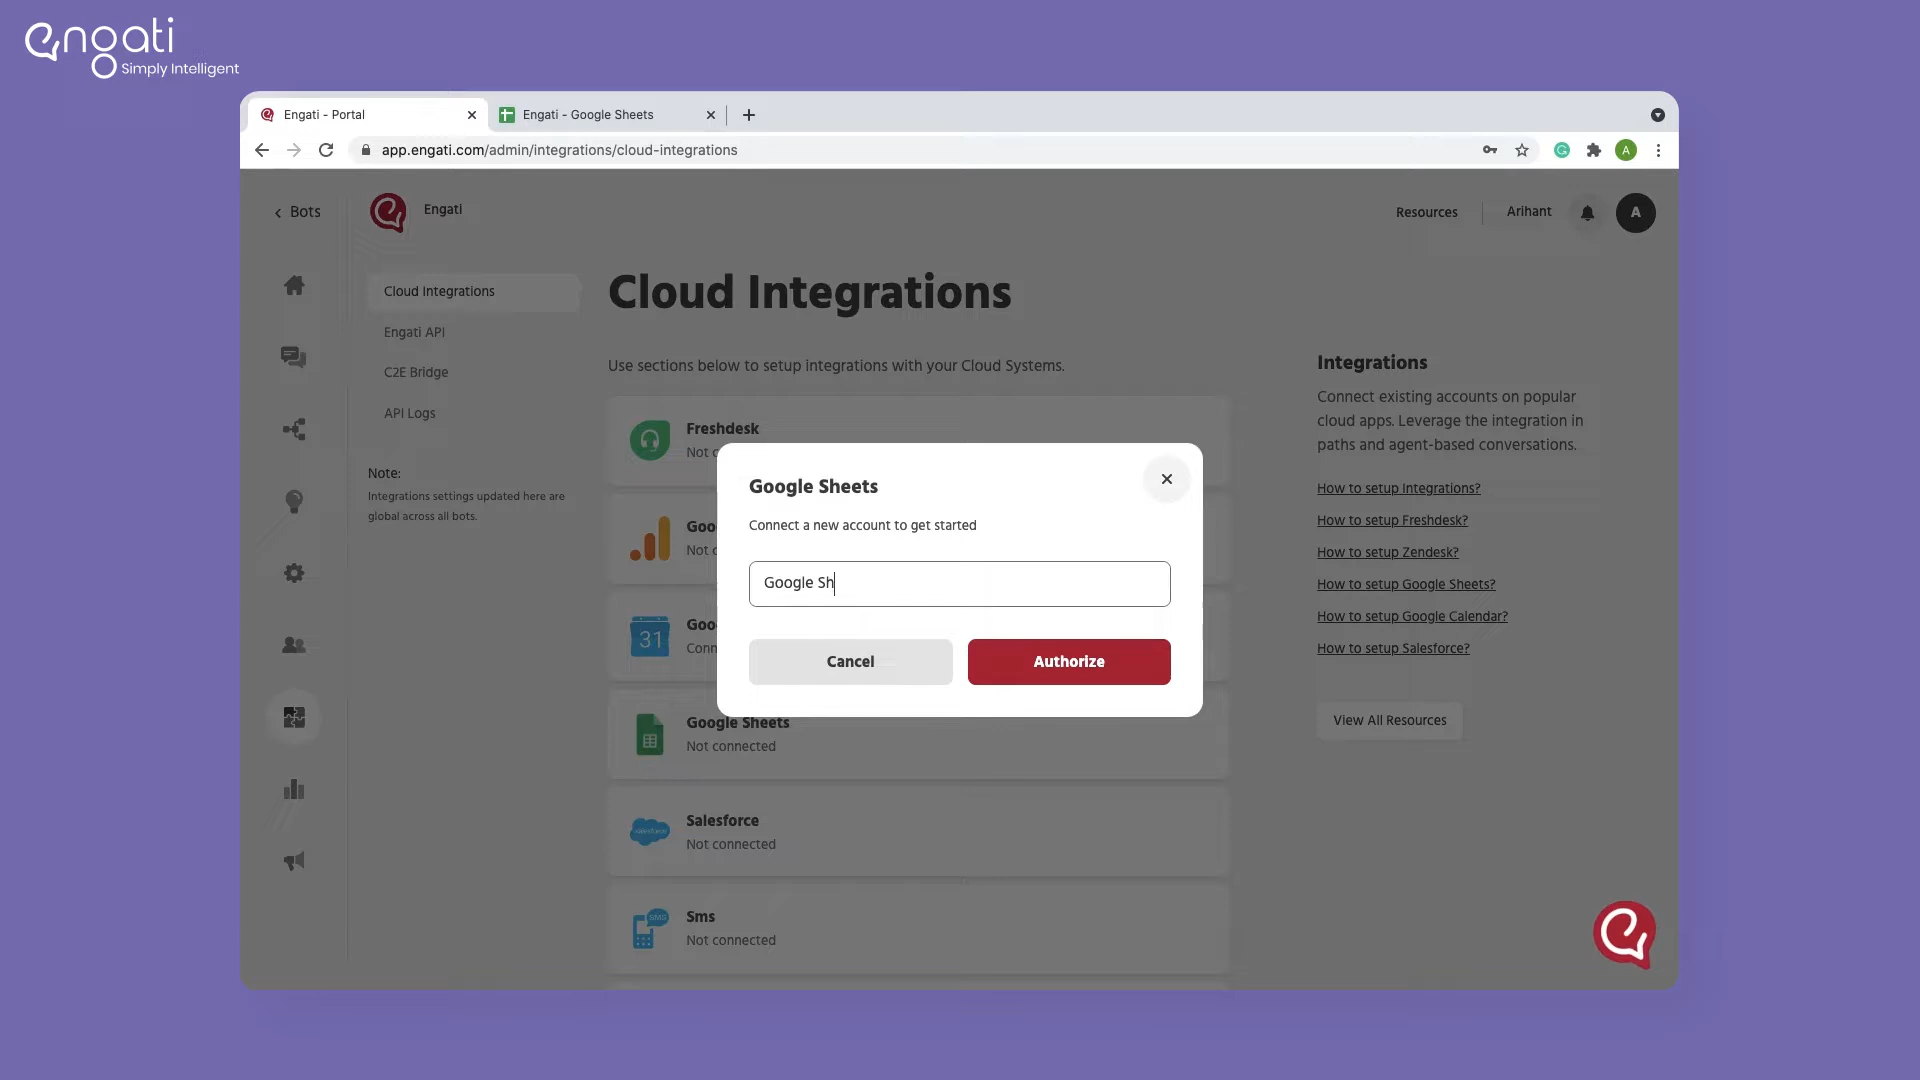 engati
Simply Intelligent
Engati - Portal
Engati - Google Sheets
app.engati.com/admin/integrations/cloud-integrations
A
Bots
Engati
Resources
Arihant
A
Cloud Integrations
Engati API
C2E Bridge
API Logs
Note:
Integrations settings updated here are
global across all bots.
Cloud Integrations
Use sections below to setup integrations with your Cloud Systems.
Freshdesk
Not c
Goo
Not c
31
Goo
Conn
Google Sheets
Connect a new account to get started
Google Sh
Cancel
Authorize
Google Sheets
Not connected
salesforce
Salesforce
Not connected
SMS
Sms
Not connected
Integrations
Connect existing accounts on popular
cloud apps. Leverage the integration in
paths and agent-based conversations.
How to setup Integrations?
How to setup Freshdesk?
How to setup Zendesk?
How to setup Google Sheets?
How to setup Google Calendar?
How to setup Salesforce?
View All Resources